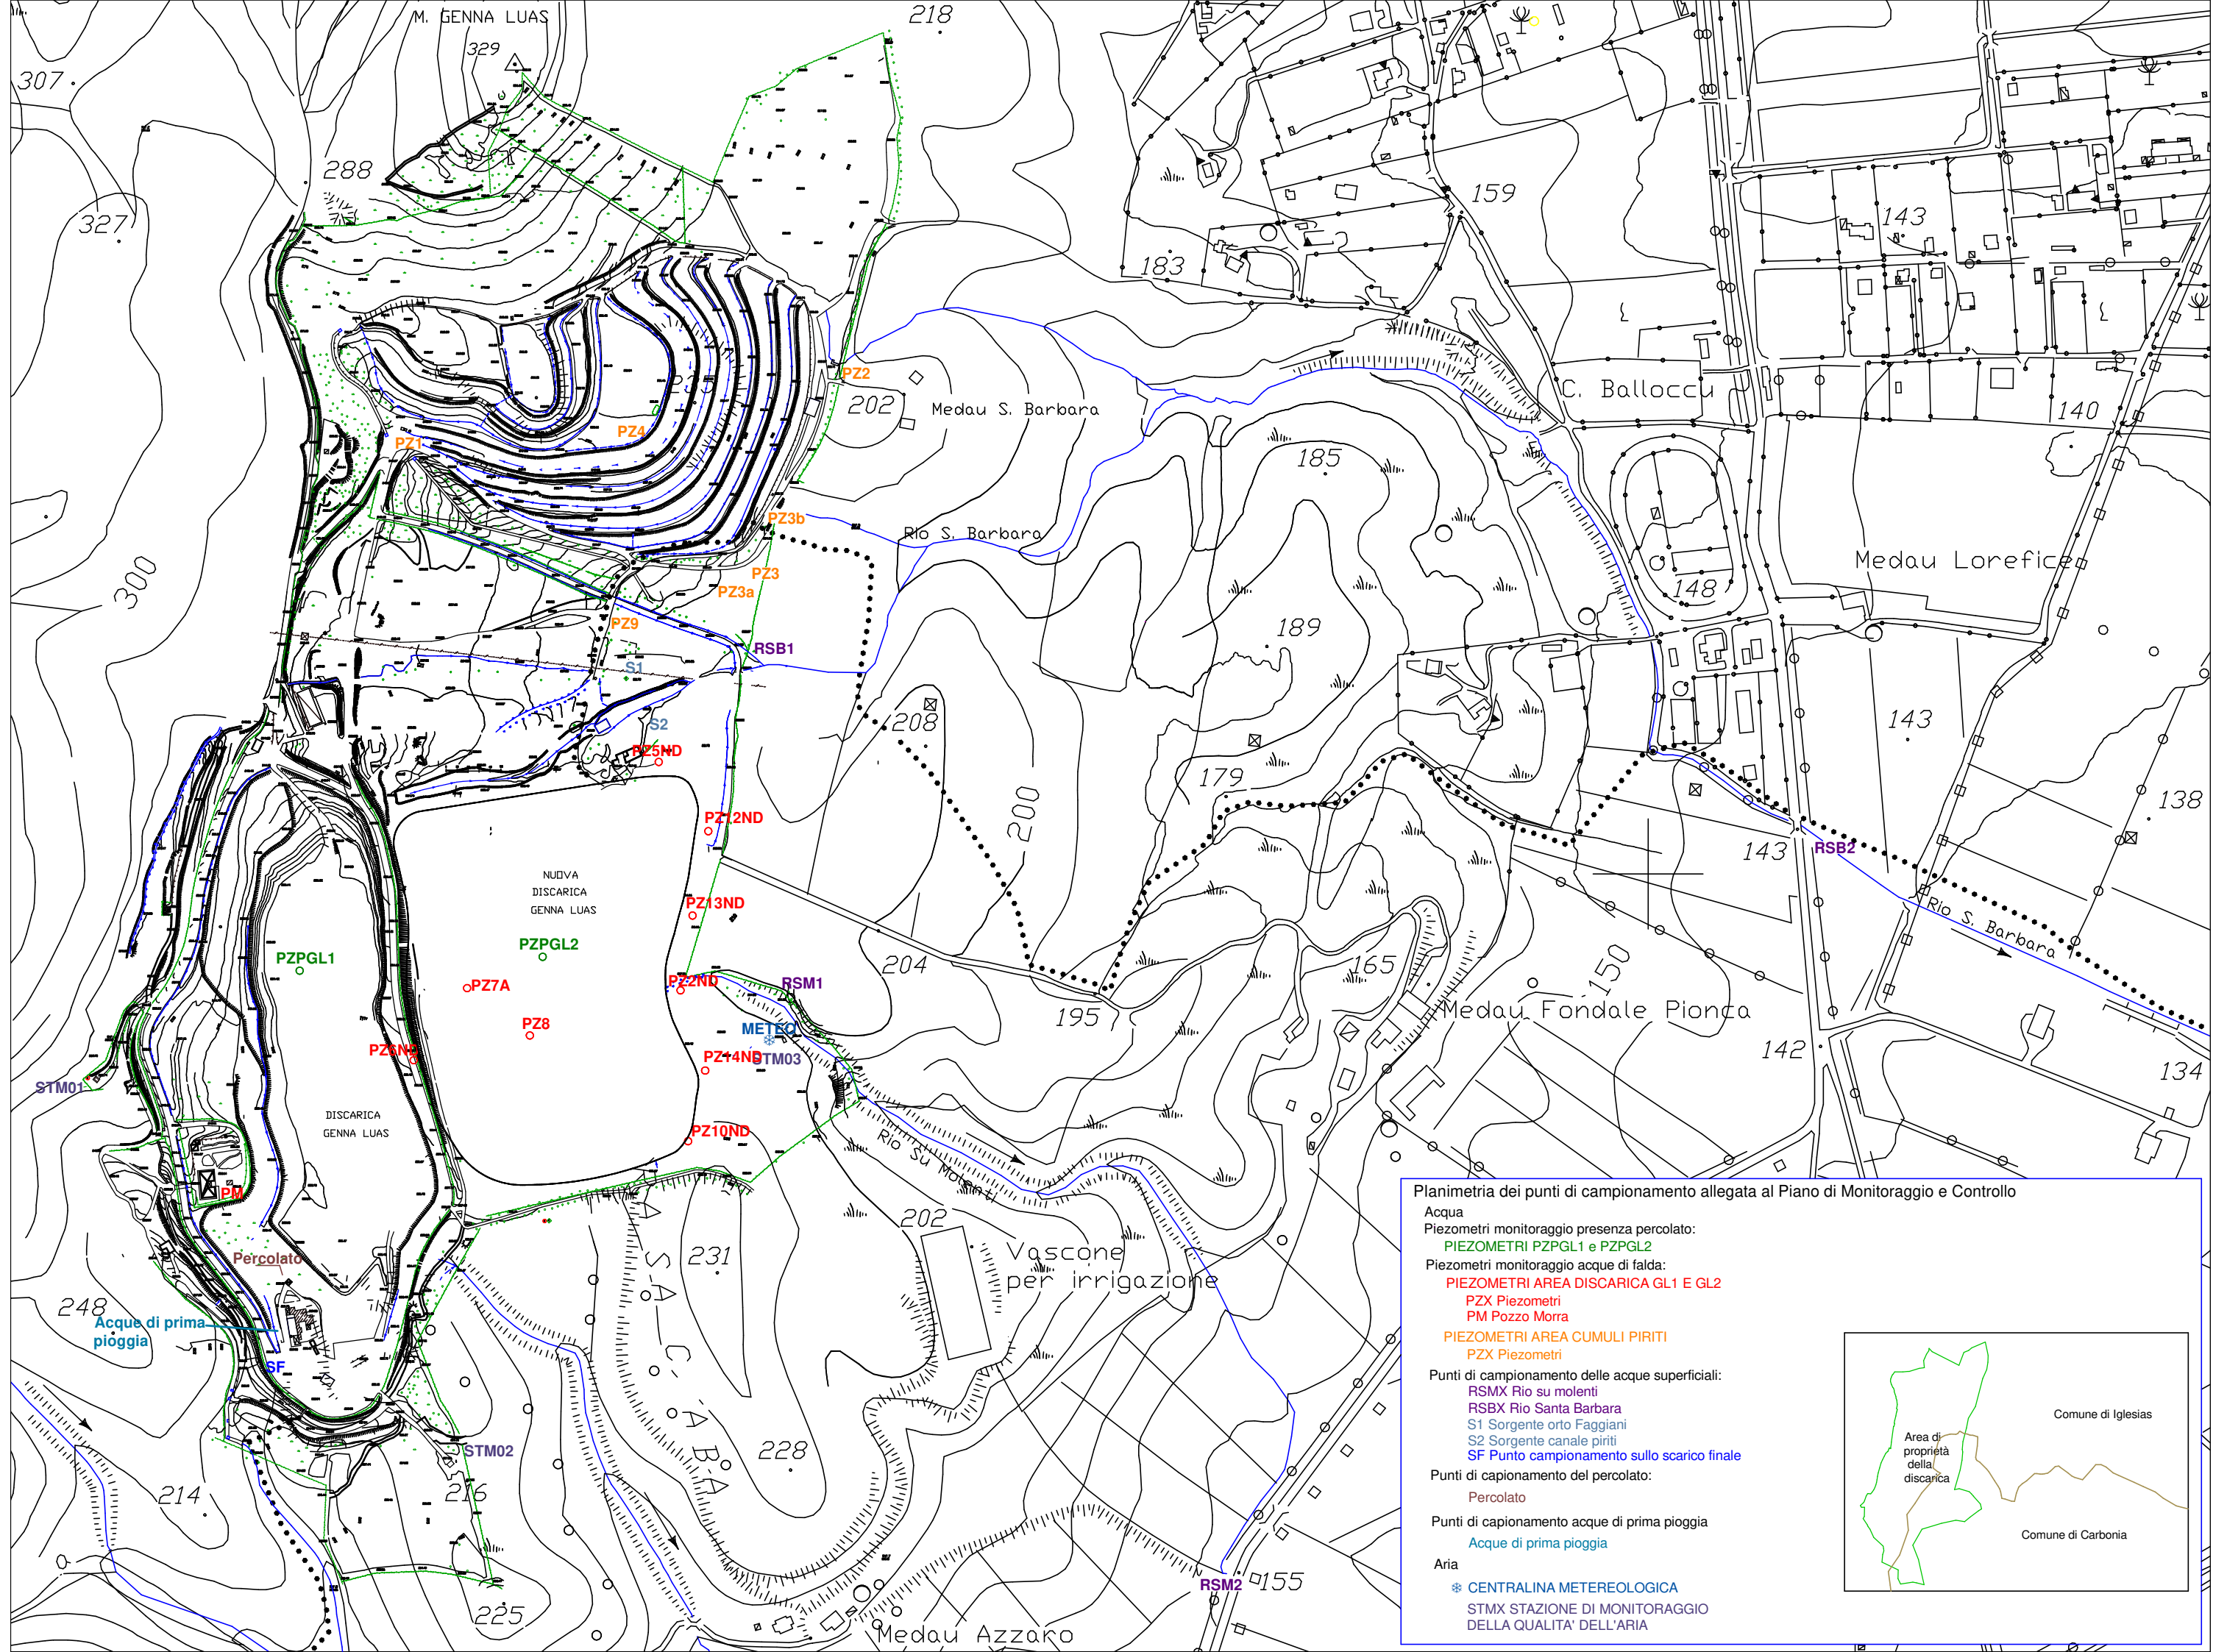 M. GENNA LUAS
329
218
307
288
327
159
143
183
235
PZ2
202
Medau S. Barbara
C. Balloccu
140
PZ4
PZ1
185
PZ3b
Rio S. Barbara
300
PZ3
PZ3a
Medau Lorefice
148
PZ9
189
RSB1
S1
208
143
S2
PZ5ND
179
138
200
PZ12ND
143
RSB2
NUOVA
DISCARICA
GENNA LUAS
PZ13ND
Rio S. Barbara
PZPGL1
PZPGL2
204
165
150
PZ7A
PZ2ND
RSM1
195
Medau Fondale Pionca
PZ8
METEO
142
PZ6ND
PZ14ND
STM03
134
STM01
DISCARICA
GENNA LUAS
PZ10ND
Rio Su Molenti
PM
202
231
Vascone
per irrigazione
Percolato
SA C-ABA
248
Acque di prima
pioggia
SF
STM02
228
214
216
RSM2
155
225
Medau Azzaro
Planimetria dei punti di campionamento allegata al Piano di Monitoraggio e Controllo
Acqua
Piezometri monitoraggio presenza percolato:
PIEZOMETRI PZPGL1 e PZPGL2
Piezometri monitoraggio acque di falda:
PIEZOMETRI AREA DISCARICA GL1 E GL2
PZX Piezometri
PM Pozzo Morra
PIEZOMETRI AREA CUMULI PIRITI
PZX Piezometri
Punti di campionamento delle acque superficiali:
RSMX Rio su molenti
RSBX Rio Santa Barbara
S1 Sorgente orto Faggiani
S2 Sorgente canale piriti
SF Punto campionamento sullo scarico finale
Punti di capionamento del percolato:
Percolato
Punti di capionamento acque di prima pioggia
Acque di prima pioggia
Aria
CENTRALINA METEREOLOGICA
STMX STAZIONE DI MONITORAGGIO
DELLA QUALITA' DELL'ARIA
Comune di Iglesias
Area di
proprietà
della
discarica
Comune di Carbonia